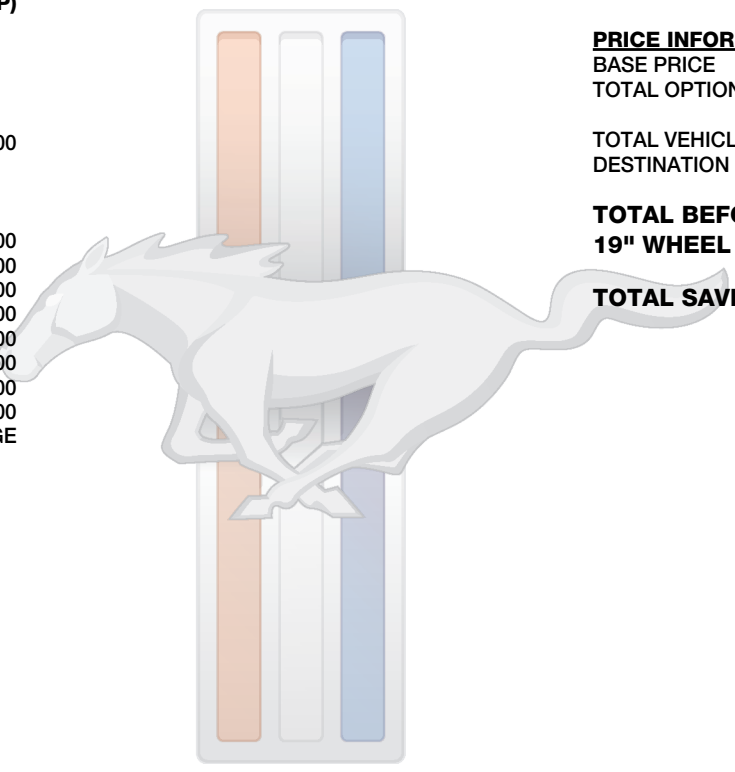 P)
00
00
00
00
00
00
00
00
00
GE
PRICE INFOR
BASE PRICE
TOTAL OPTION
TOTAL VEHICL
DESTINATION
TOTAL BEFO
19" WHEEL
TOTAL SAVI